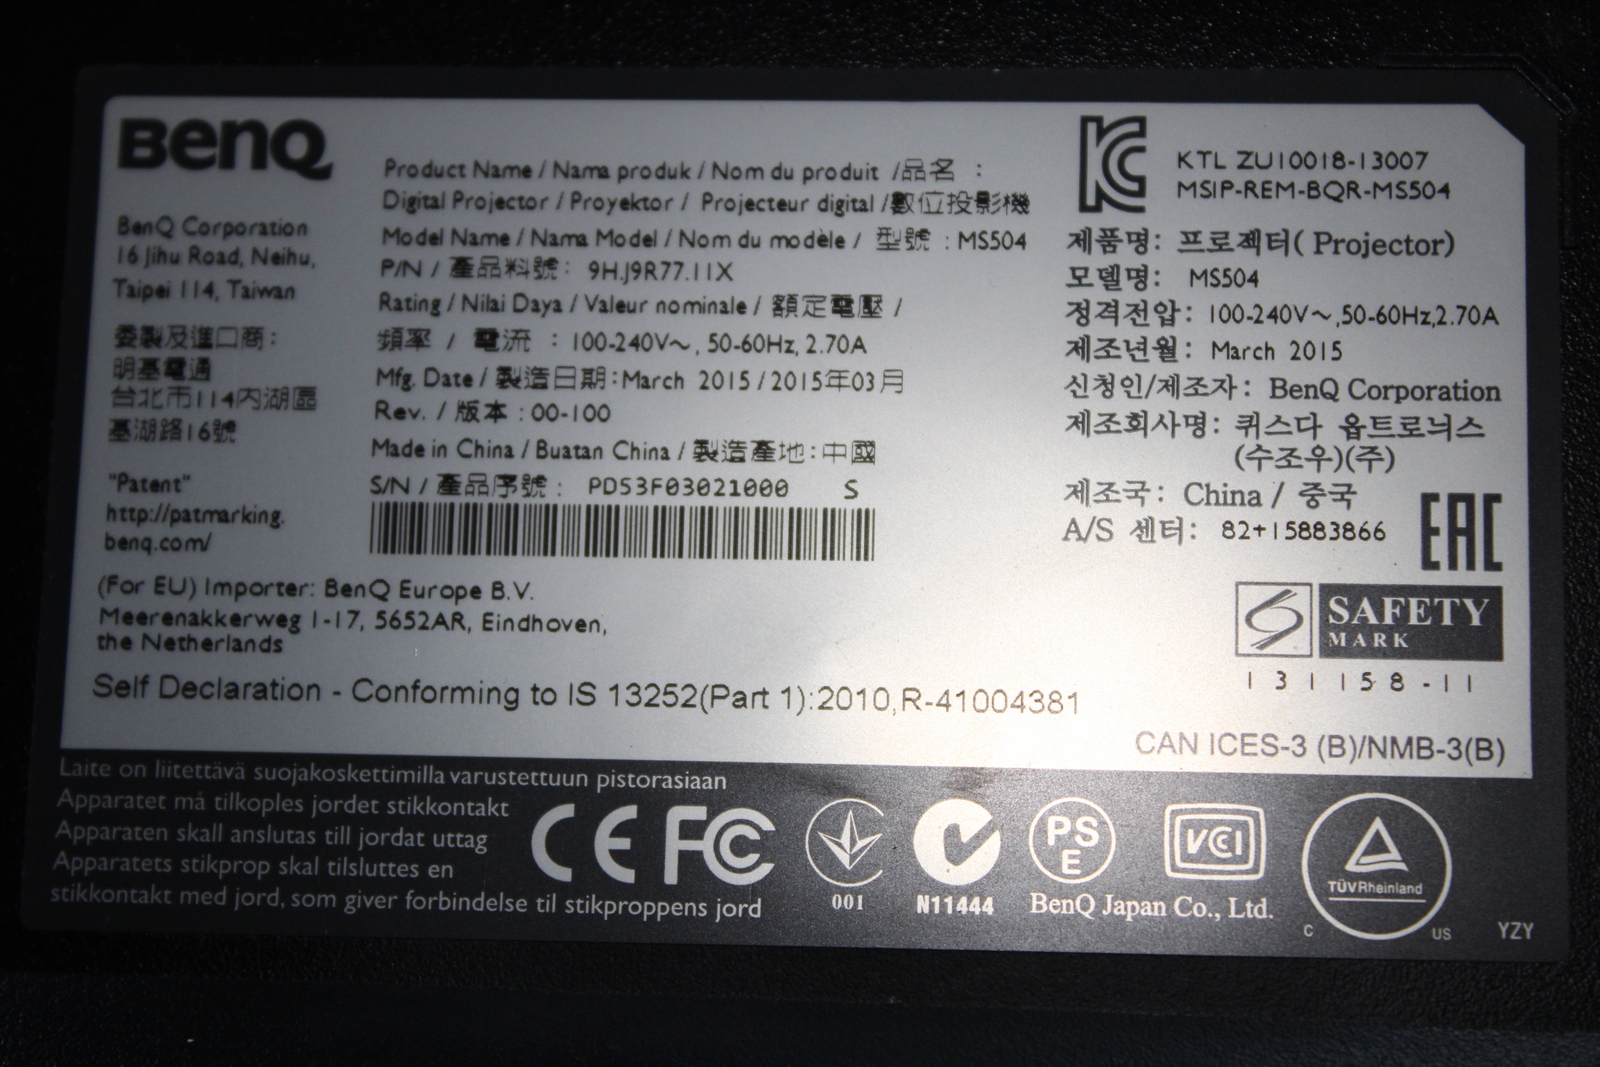 BenQ
BenQ Corporation
16 Jihu Road, Neihu,
Taipei 114, Taiwan
委製及進口商:
明基電通
台北市114內湖區
基湖路16號
"Patent"
http://patmarking.
benq.com/
Product Name / Nama produk / Nom du produit /品名 :
Digital Projector / Proyektor / Projecteur digital /數位投影機
Model Name / Nama Model / Nom du modèle / 型號 : MS504
P/N / 產品料號: 9H.J9R77.11X
Rating / Nilai Daya / Valeur nominale / 額定電壓 /
頻率 / 電流 : 100-240V~, 50-60Hz, 2.70A
Mfg. Date / 製造日期:March 2015 / 2015年03月
Rev. / 版本 : 00-100
Made in China / Buatan China / 製造產地:中國
S/N / 產品序號: PD53F03021000 S
(For EU) Importer: BenQ Europe B.V.
Meerenakkerweg 1-17, 5652AR, Eindhoven,
the Netherlands
Self Declaration - Conforming to IS 13252(Part 1):2010,R-41004381
KC
KTL ZU10018-13007
MSIP-REM-BQR-MS504
제품명: 프로젝터( Projector)
모델명: MS504
정격전압: 100-240V~,50-60Hz,2.70A
제조년월: March 2015
신청인/제조자: BenQ Corporation
제조회사명: 퀴스다 옵트로닉스
(수조우)(주)
제조국: China / 중국
A/S 센터: 82+15883866
EAC
SAFETY
MARK
131158-11
CAN ICES-3 (B)/NMB-3(B)
Laite on liitettävä suojakoskettimilla varustettuun pistorasiaan
Apparatet må tilkoples jordet stikkontakt
Apparaten skall anslutas till jordat uttag
Apparatets stikprop skal tilsluttes en
stikkontakt med jord, som giver forbindelse til stikproppens jord
CE FC
001
N11444
PS
E
BenQ Japan Co., Ltd.
VCI
TÜVRheinland
C US
YZY